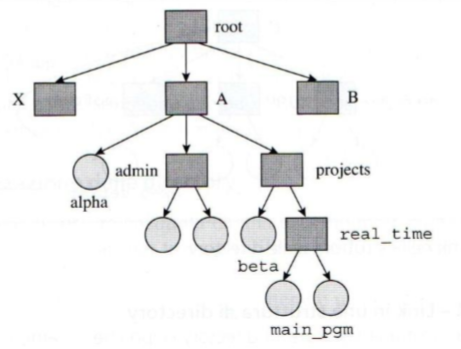 root
X
A
B
admin
projects
alpha
real_time
beta
main_pgm